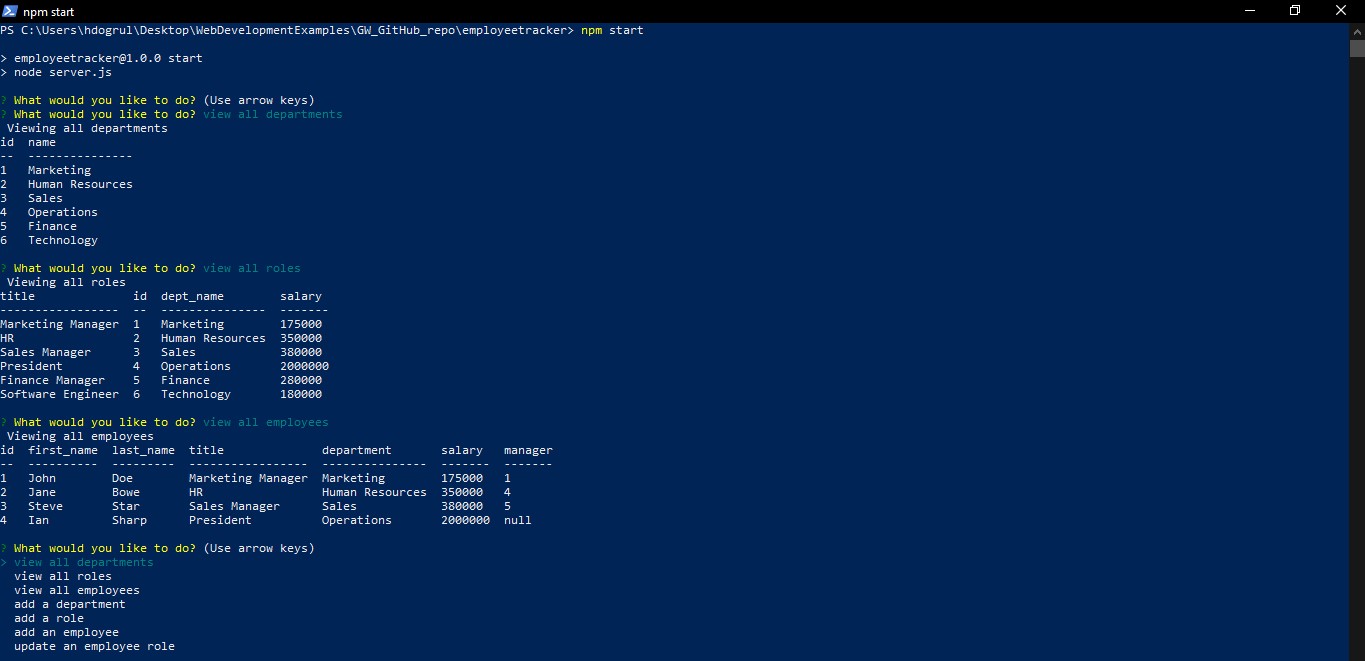 npm start
PS C:\Users\hdogrul\Desktop\WebDevelopmentExamples\GW_GitHub_repo\employeetracker> npm start
> employeetracker@1.0.0 start
> node server.js
? What would you like to do? (Use arrow keys)
? What would you like to do? view all departments
Viewing all departments
id  name
--  ---------------
1   Marketing
2   Human Resources
3   Sales
4   Operations
5   Finance
6   Technology
? What would you like to do? view all roles
Viewing all roles
title              id  dept_name        salary
-----------------  --  ---------------  -------
Marketing Manager  1   Marketing        175000
HR                 2   Human Resources  350000
Sales Manager      3   Sales            380000
President          4   Operations       2000000
Finance Manager    5   Finance          280000
Software Engineer  6   Technology       180000
? What would you like to do? view all employees
Viewing all employees
id  first_name  last_name  title              department       salary   manager
--  ----------  ---------  -----------------  ---------------  -------  -------
1   John        Doe        Marketing Manager  Marketing        175000   1
2   Jane        Bowe       HR                 Human Resources  350000   4
3   Steve       Star       Sales Manager      Sales            380000   5
4   Ian         Sharp      President          Operations       2000000  null
? What would you like to do? (Use arrow keys)
> view all departments
view all roles
view all employees
add a department
add a role
add an employee
update an employee role